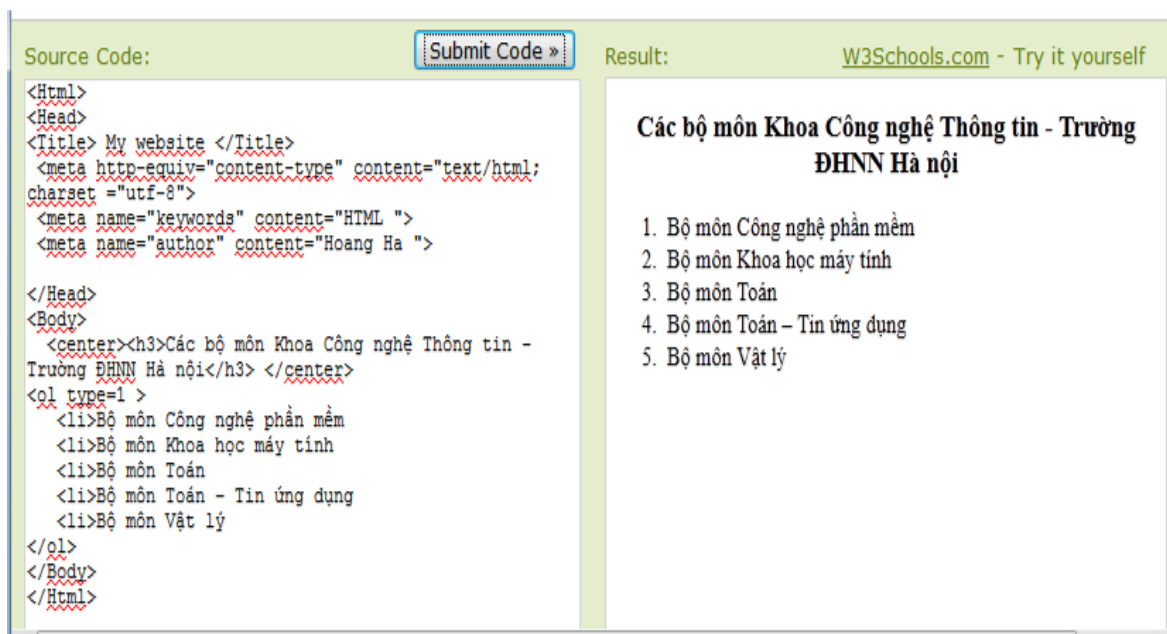 Source Code:
Submit Code »
<Html>
<Head>
<Title> My website </Title>
<meta http-equiv="content-type" content="text/html;
charset ="utf-8">
<meta name="keywords" content="HTML ">
<meta name="author" content="Hoang Ha ">
</Head>
<Body>
<center><h3>Các bộ môn Khoa Công nghệ Thông tin -
Trường ĐHNN Hà nội</h3> </center>
<ol type=1 >
<li>Bộ môn Công nghệ phần mềm
<li>Bộ môn Khoa học máy tính
<li>Bộ môn Toán
<li>Bộ môn Toán – Tin ứng dụng
<li>Bộ môn Vật lý
</ol>
</Body>
</Html>
Result:
W3Schools.com - Try it yourself
Các bộ môn Khoa Công nghệ Thông tin - Trường
ĐHNN Hà nội
1. Bộ môn Công nghệ phần mềm
2. Bộ môn Khoa học máy tính
3. Bộ môn Toán
4. Bộ môn Toán – Tin ứng dụng
5. Bộ môn Vật lý